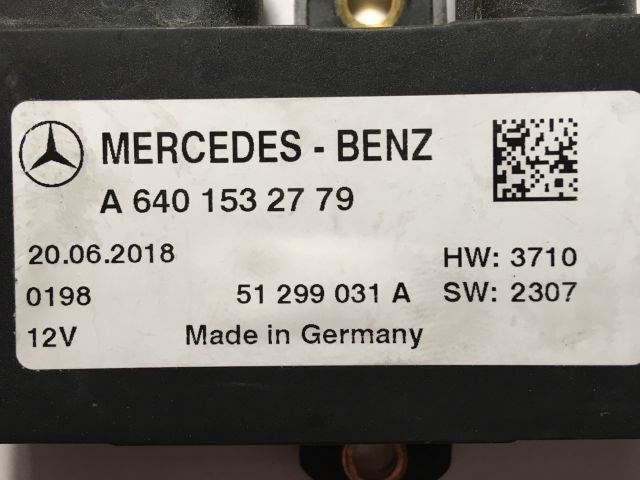 MERCEDES - BENZ
A 640 153 27 79
20.06.2018
HW: 3710
0198 51 299 031 A SW: 2307
12V Made in Germany